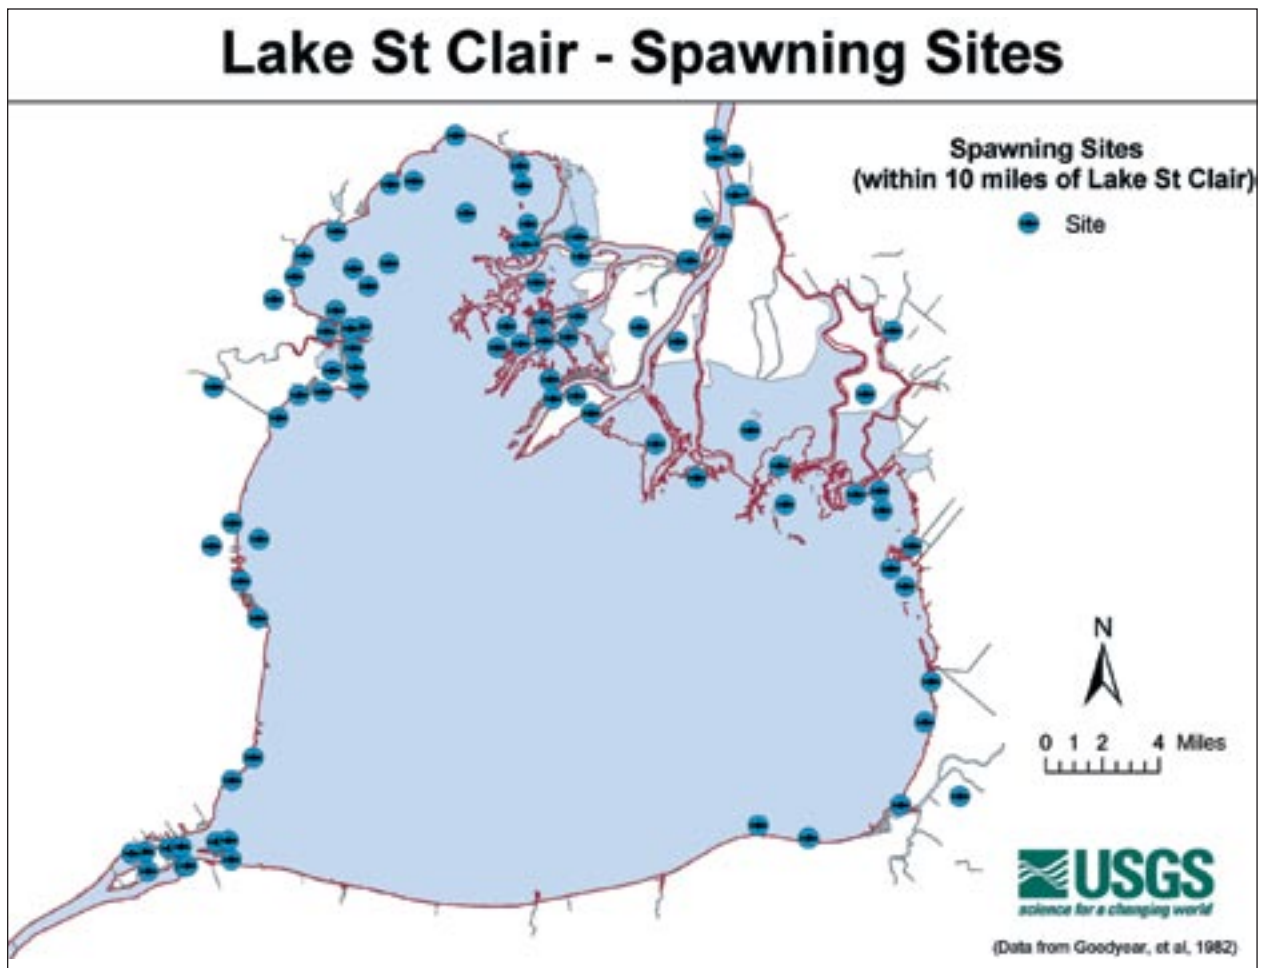 Lake St Clair - Spawning Sites
Spawning Sites
(within 10 miles of Lake St Clair)
Site
N
0 1 2 4 Miles
USGS
science for a changing world
(Data from Goodyear, et al, 1982)